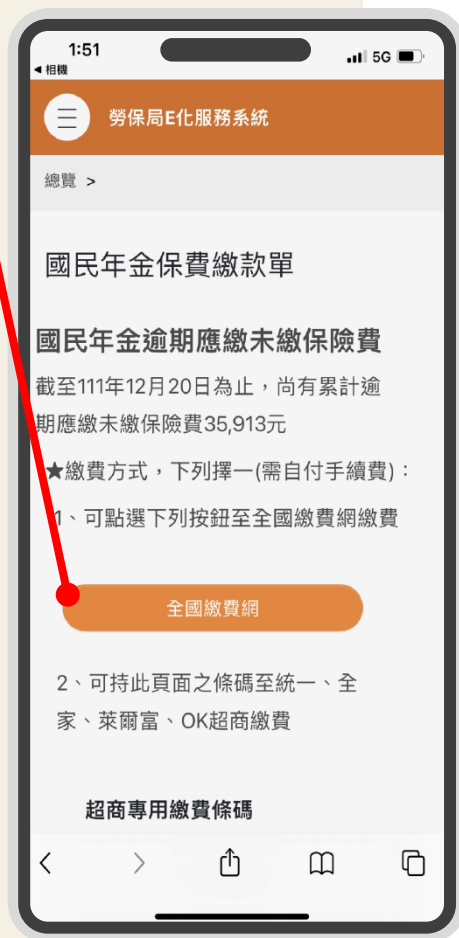 1:51
5G
◀ 相機
勞保局E化服務系統
總覽 >
國民年金保費繳款單
國民年金逾期應繳未繳保險費
截至111年12月20日為止，尚有累計逾
期應繳未繳保險費35,913元
★繳費方式，下列擇一(需自付手續費)：
1、可點選下列按鈕至全國繳費網繳費
全國繳費網
2、可持此頁面之條碼至統一、全
家、萊爾富、OK超商繳費
超商專用繳費條碼